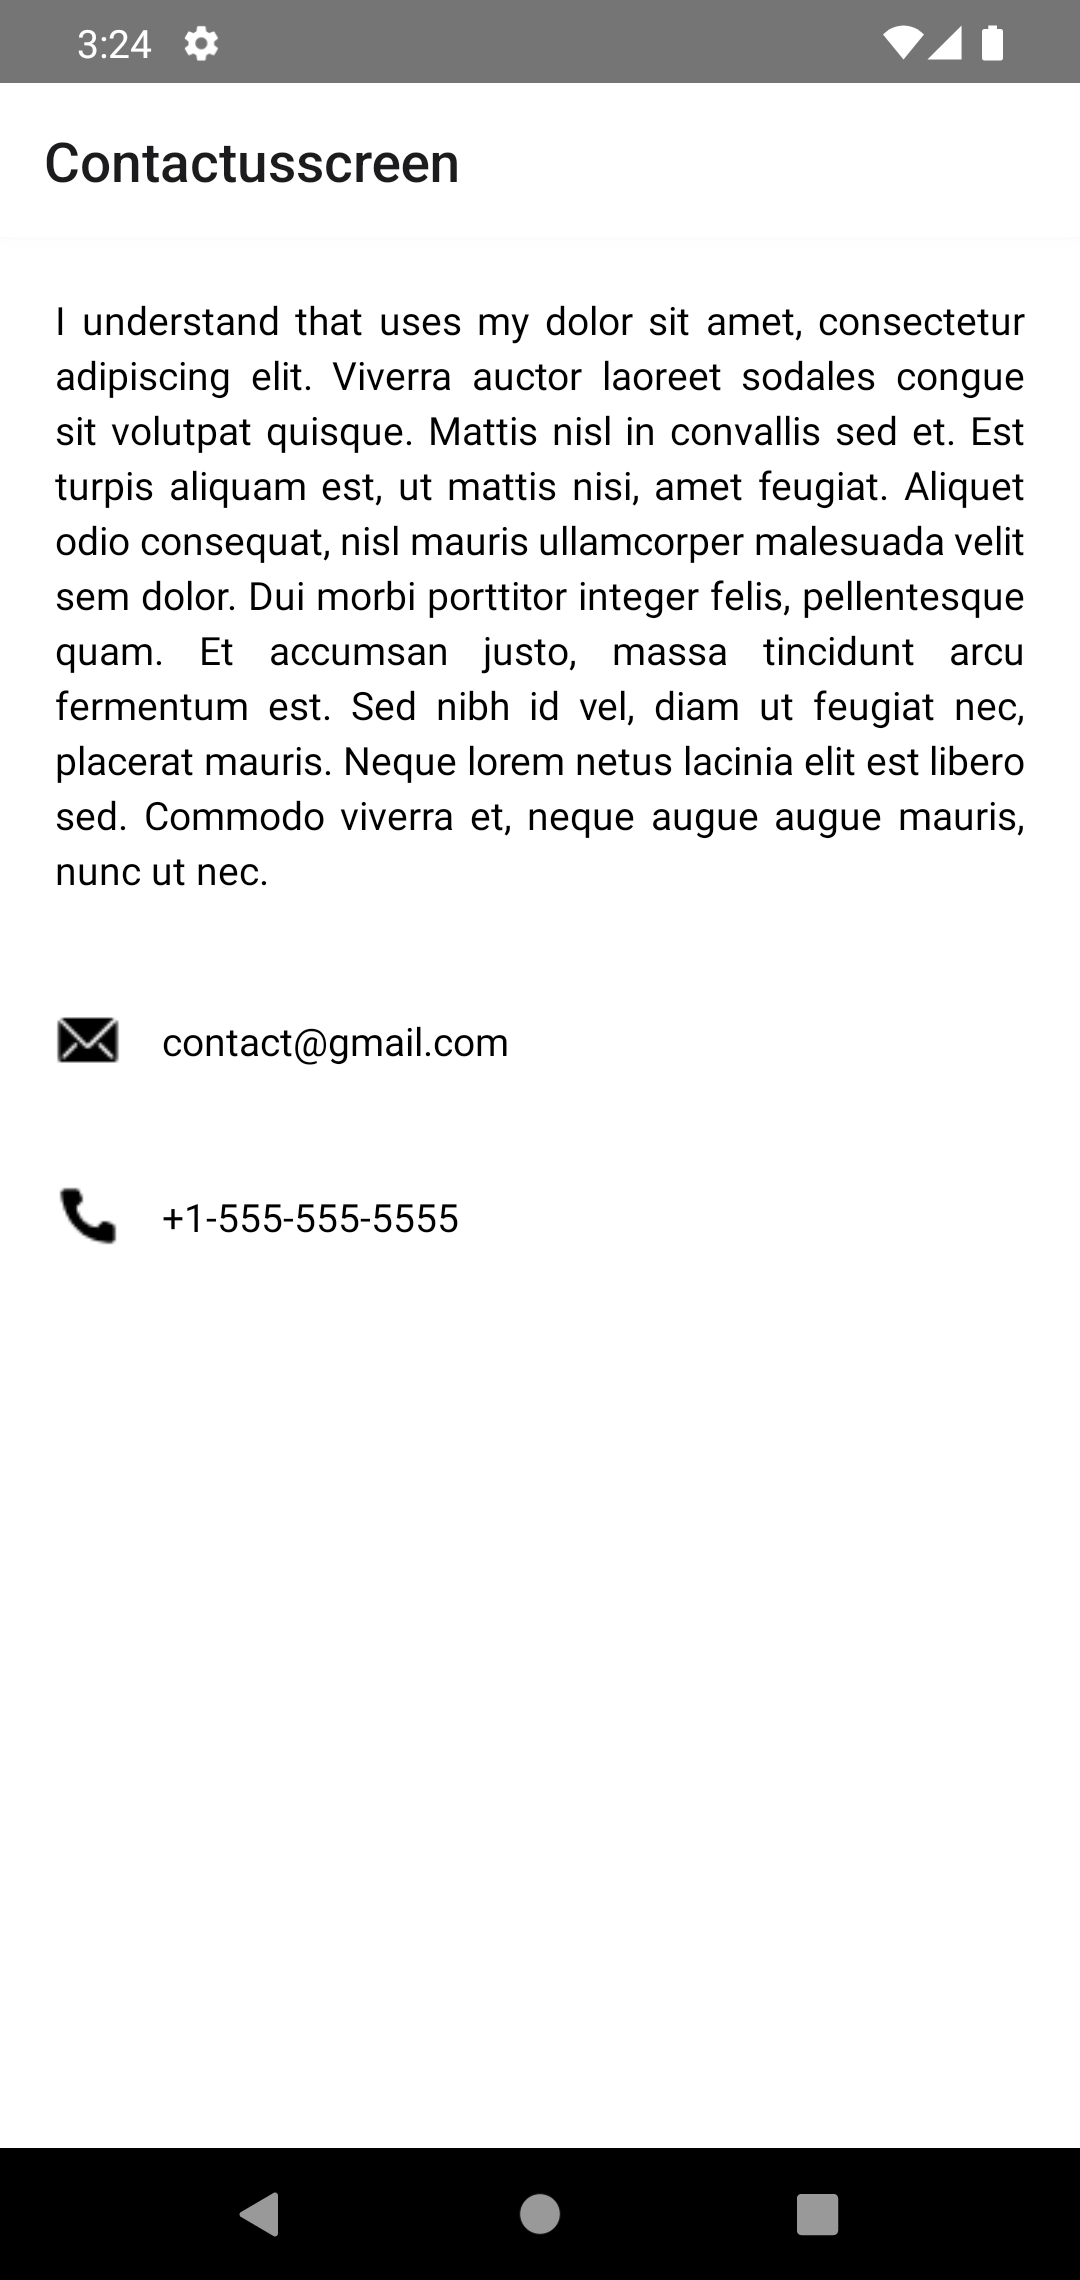 3:24
Contactusscreen
I understand that uses my dolor sit amet, consectetur
adipiscing elit. Viverra auctor laoreet sodales congue
sit volutpat quisque. Mattis nisl in convallis sed et. Est
turpis aliquam est, ut mattis nisi, amet feugiat. Aliquet
odio consequat, nisl mauris ullamcorper malesuada velit
sem dolor. Dui morbi porttitor integer felis, pellentesque
quam. Et accumsan justo, massa tincidunt arcu
fermentum est. Sed nibh id vel, diam ut feugiat nec,
placerat mauris. Neque lorem netus lacinia elit est libero
sed. Commodo viverra et, neque augue augue mauris,
nunc ut nec.
contact@gmail.com
+1-555-555-5555